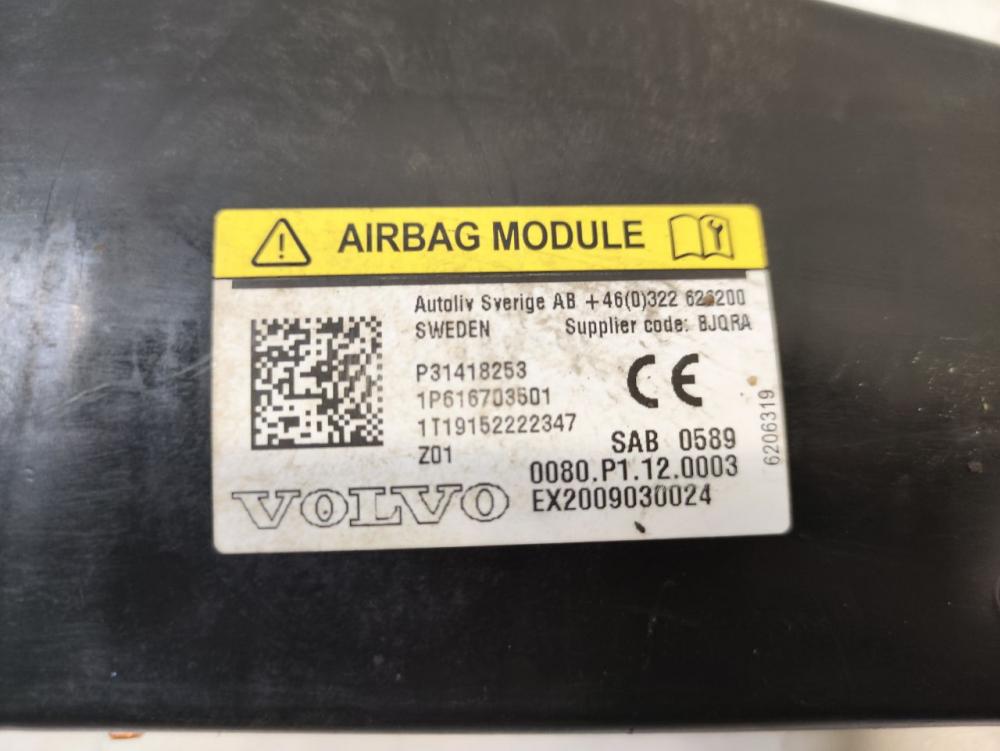 AIRBAG MODULE
Autoliv Sverige AB +46(0)322 626200
SWEDEN Supplier code: BJQRA
P31418253
1P616703501
1T19152222347
Z01
CE
SAB 0589
0080.P1.12.0003
EX2009030024
VOLVO
6206319